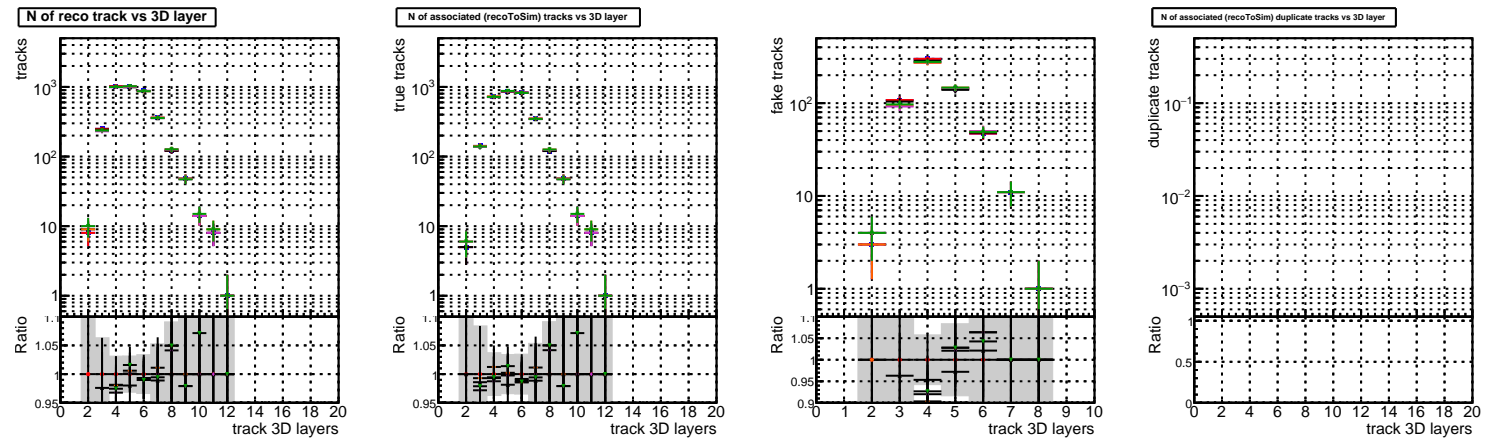 N of reco track vs 3D layer
tracks
10³
10²
10
1
Ratio
1.1
1.05
1
0.95
0 2 4 6 8 10 12 14 16 18 20
track 3D layers
N of associated (recoToSim) tracks vs 3D layer
true tracks
10³
10²
10
1
Ratio
1.1
1.05
1
0.95
0 2 4 6 8 10 12 14 16 18 20
track 3D layers
fake tracks
10²
10
1
Ratio
1.1
1.05
1
0.95
0.9
0 1 2 3 4 5 6 7 8 9 10
track 3D layers
N of associated (recoToSim) duplicate tracks vs 3D layer
duplicate tracks
10⁻¹
10⁻²
10⁻³
Ratio
1
0.5
0
0 2 4 6 8 10 12 14 16 18 20
track 3D layers